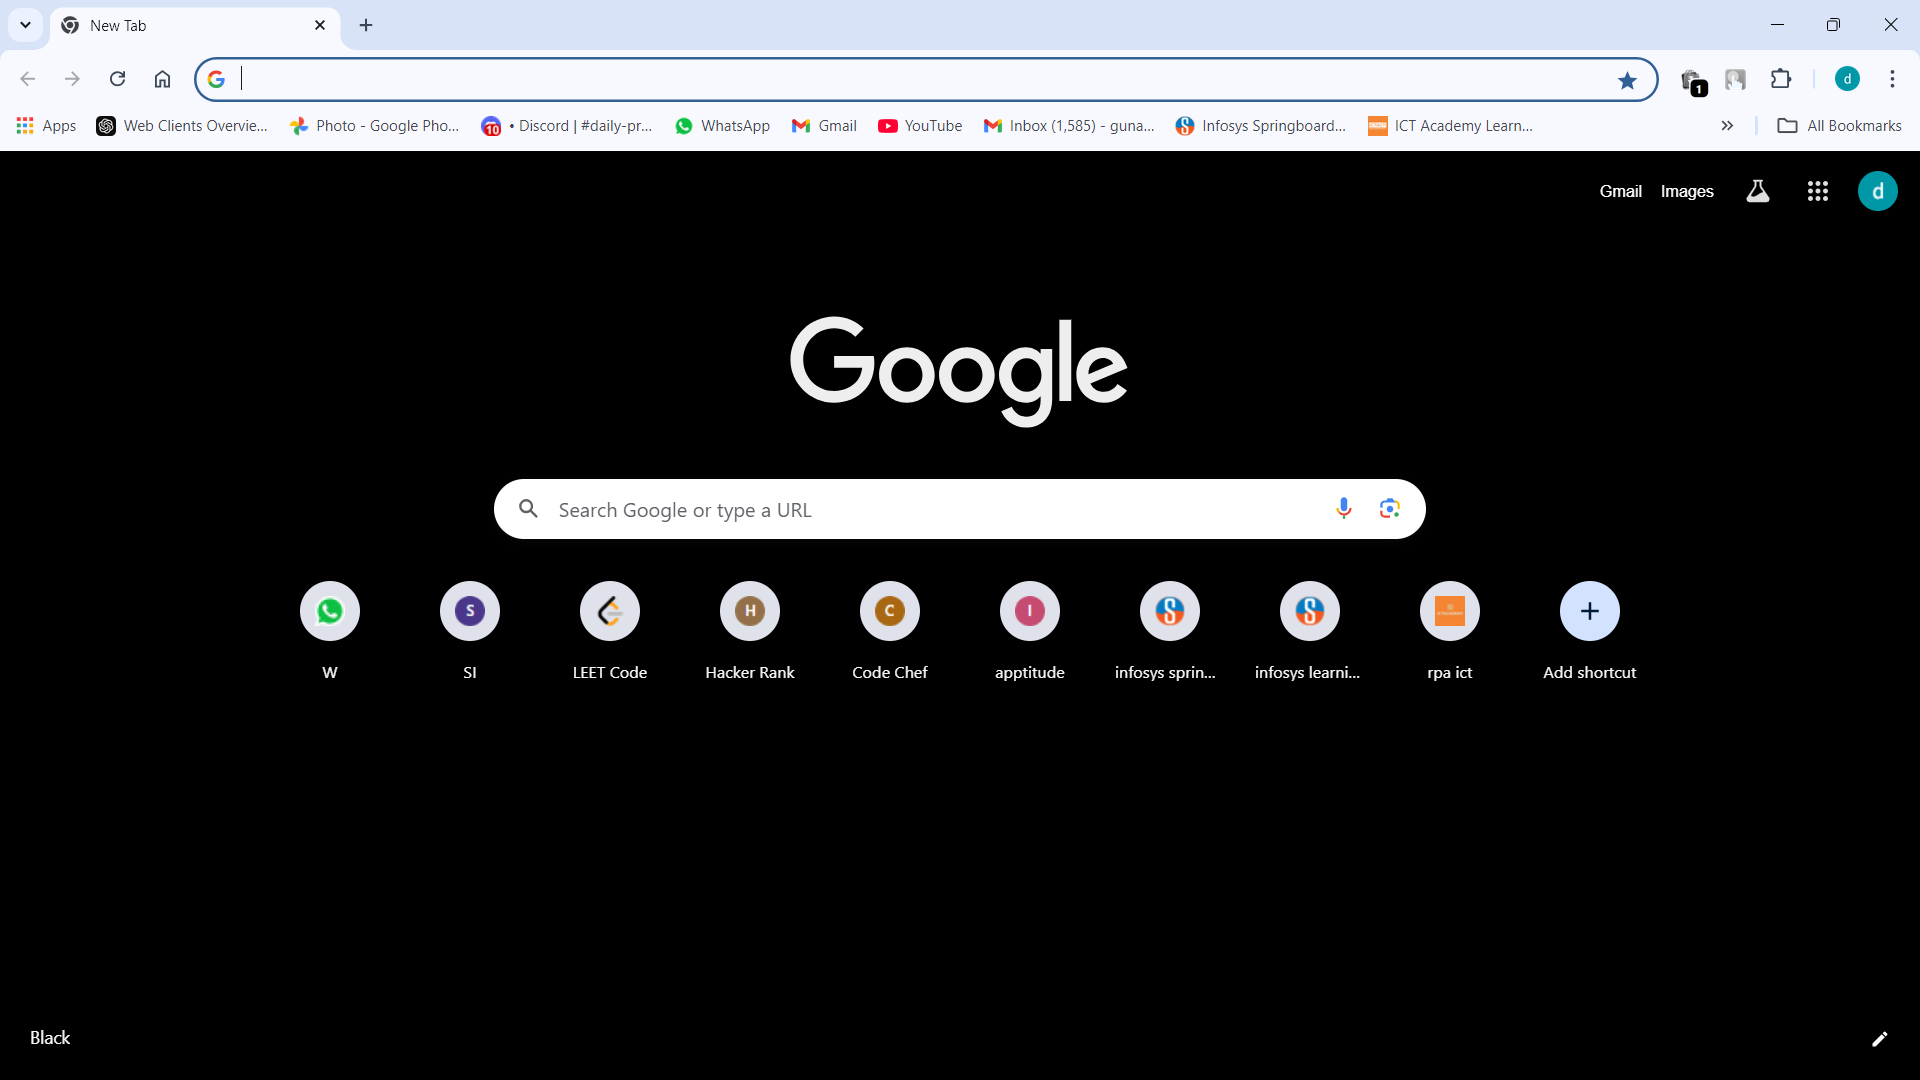 New Tab
1
d
Apps
Web Clients Overvie...
Photo - Google Pho...
10
• Discord | #daily-pr...
WhatsApp
Gmail
YouTube
Inbox (1,585) - guna...
Infosys Springboard...
ICT Academy Learn...
All Bookmarks
Gmail
Images
d
Google
Search Google or type a URL
S
H
C
I
W
SI
LEET Code
Hacker Rank
Code Chef
apptitude
infosys sprin...
infosys learni...
rpa ict
Add shortcut
Black